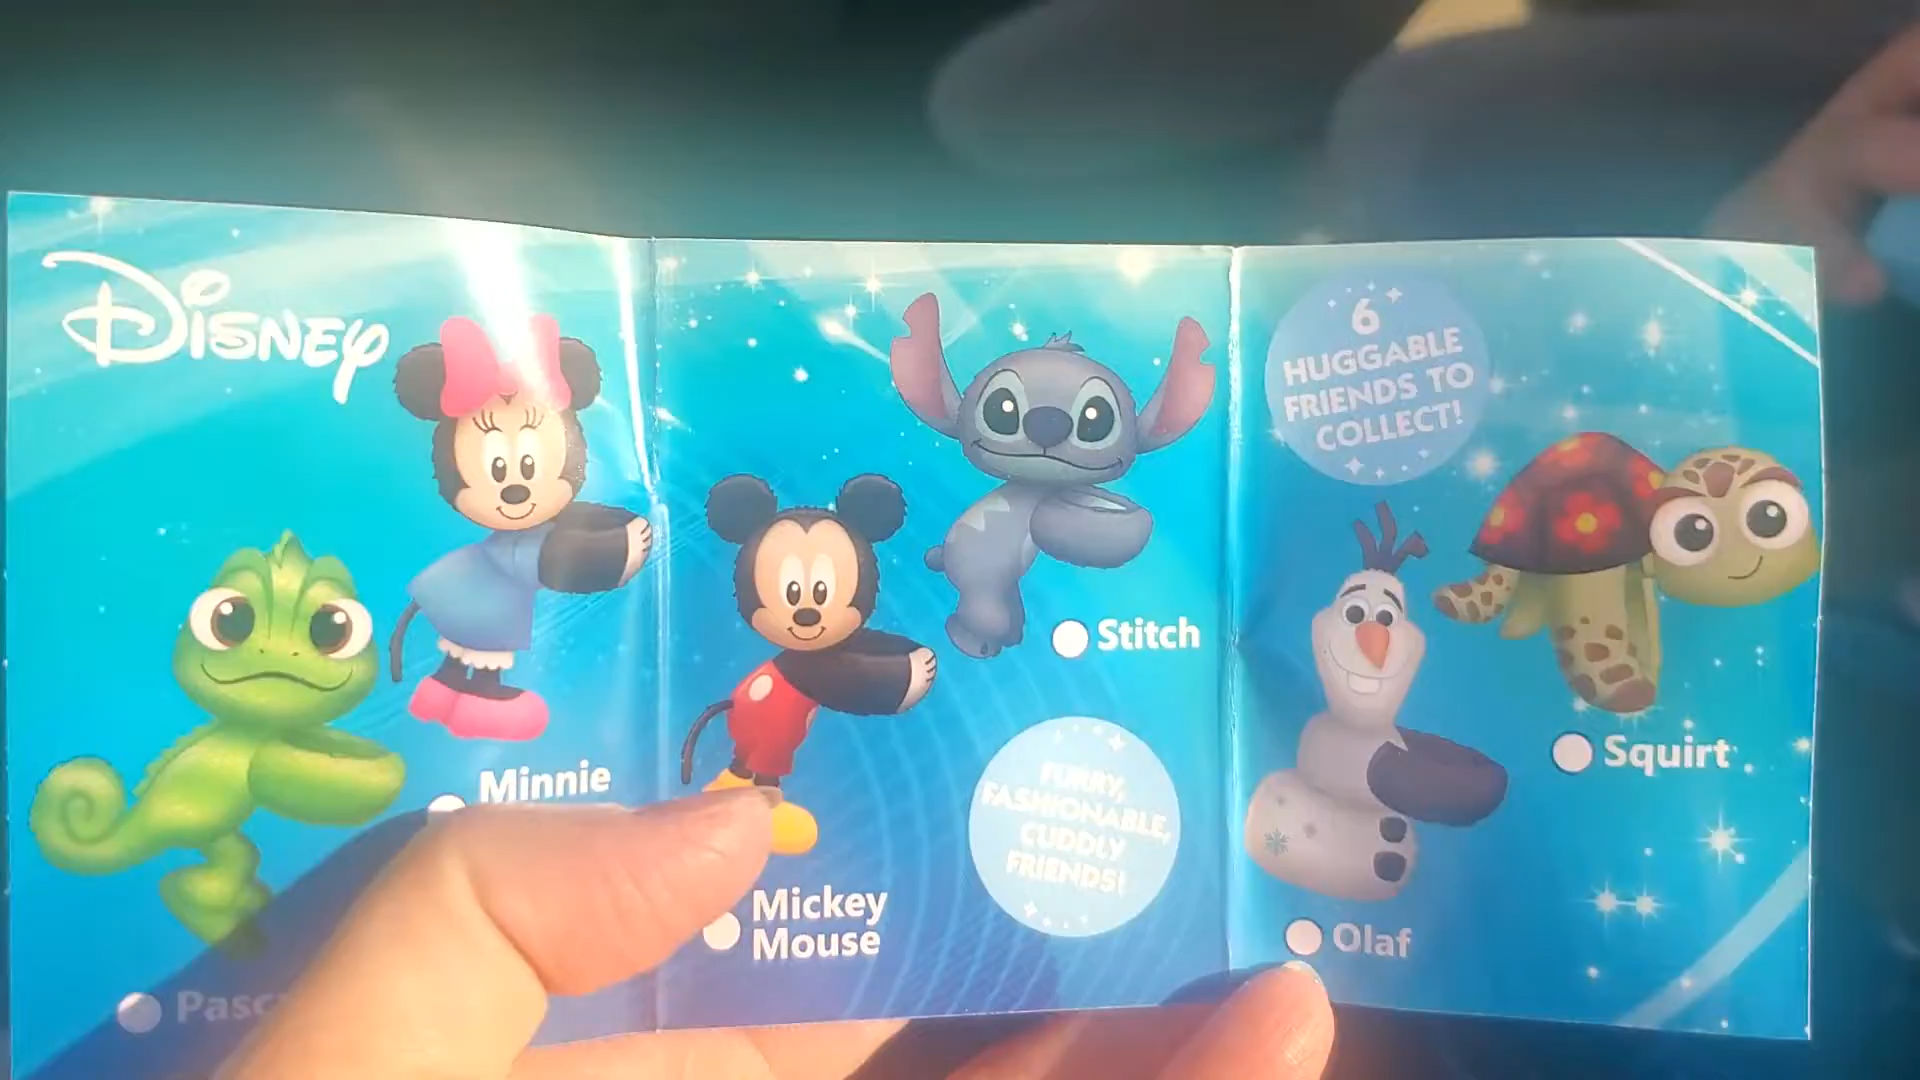 DISNEY
Minnie
Mickey
Mouse
Stitch
FURRY,
FASHIONABLE,
CUDDLY
FRIENDS!
6
HUGGABLE
FRIENDS TO
COLLECT!
Olaf
Squirt